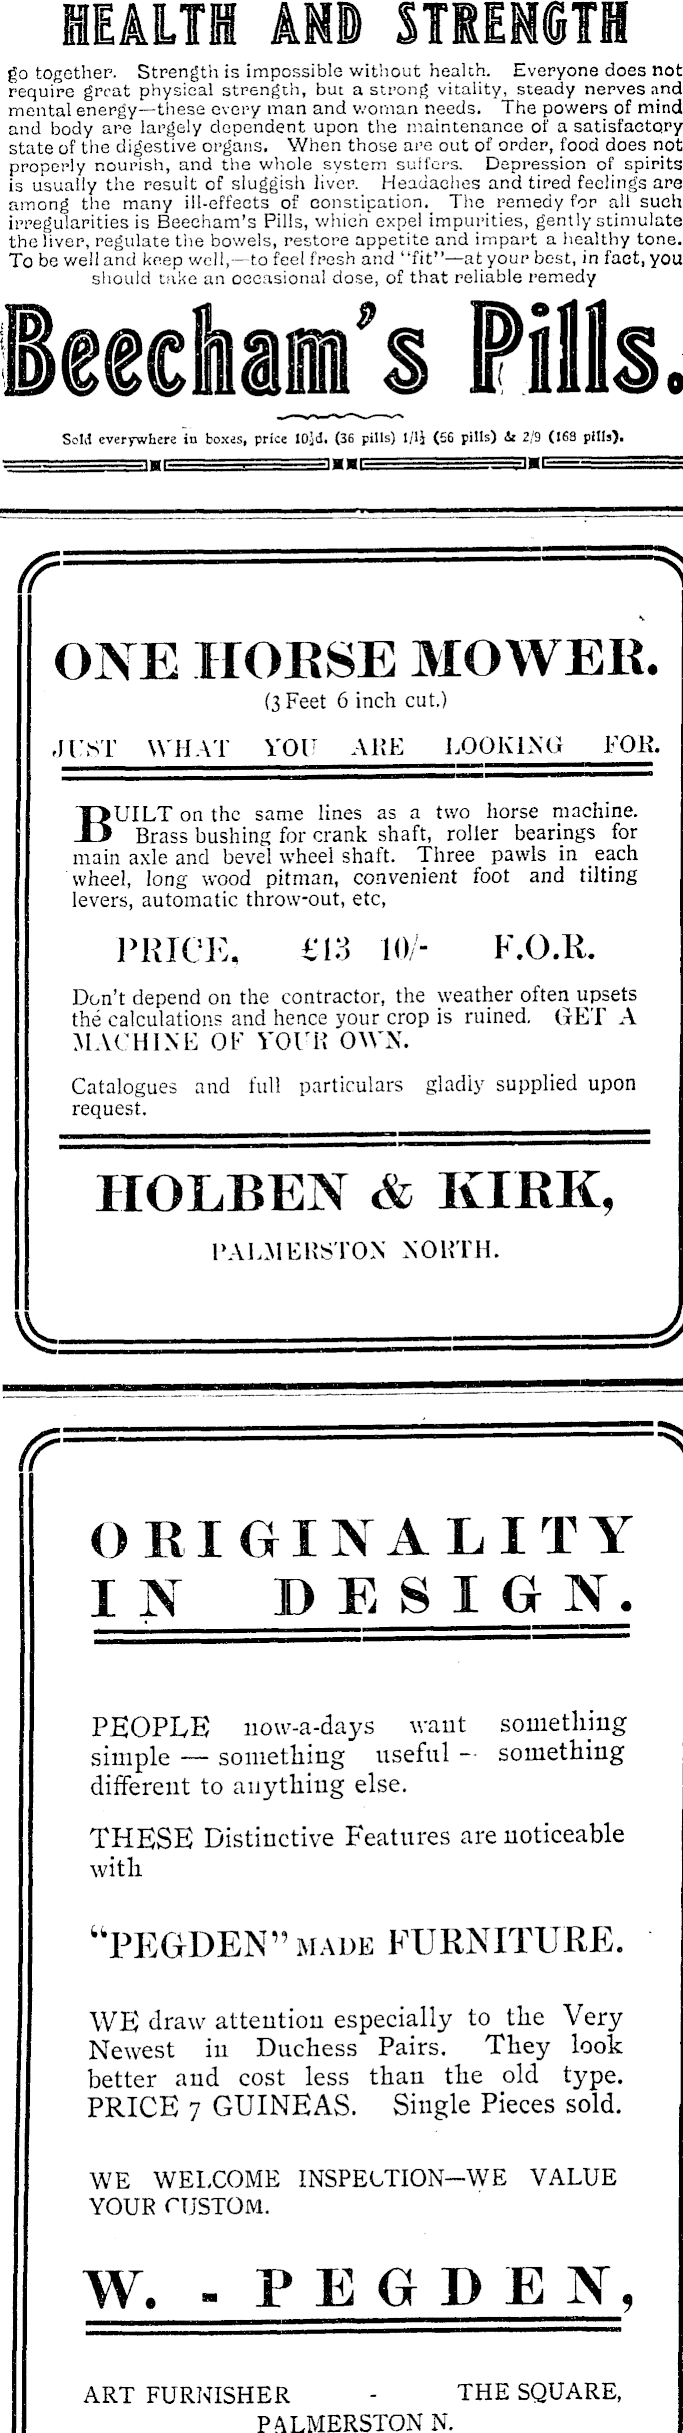 HEALTH AND STRENGTH
go together. Strength is impossible without health. Everyone does not
require great physical strength, but a strong vitality, steady nerves and
mental energy—these every man and woman needs. The powers of mind
and body are largely dependent upon the maintenance of a satisfactory
state of the digestive organs. When those are out of order, food does not
properly nourish, and the whole system suffers. Depression of spirits
is usually the result of sluggish liver. Headaches and tired feelings are
among the many ill-effects of constipation. The remedy for all such
irregularities is Beecham's Pills, which expel impurities, gently stimulate
the liver, regulate the bowels, restore appetite and impart a healthy tone.
To be well and keep well,—to feel fresh and "fit"—at your best, in fact, you
should take an occasional dose, of that reliable remedy
Beecham's Pills.
Sold everywhere in boxes, price 10½d. (36 pills) 1/1½ (56 pills) & 2/9 (168 pills).
ONE HORSE MOWER.
(3 Feet 6 inch cut.)
JUST WHAT YOU ARE LOOKING FOR.
BUILT on the same lines as a two horse machine.
Brass bushing for crank shaft, roller bearings for
main axle and bevel wheel shaft. Three pawls in each
wheel, long wood pitman, convenient foot and tilting
levers, automatic throw-out, etc,
PRICE, £13 10/- F.O.R.
Don't depend on the contractor, the weather often upsets
the calculations and hence your crop is ruined. GET A
MACHINE OF YOUR OWN.
Catalogues and full particulars gladly supplied upon
request.
HOLBEN & KIRK,
PALMERSTON NORTH.
ORIGINALITY
IN DESIGN.
PEOPLE now-a-days want something
simple — something useful - something
different to anything else.
THESE Distinctive Features are noticeable
with
"PEGDEN" MADE FURNITURE.
WE draw attention especially to the Very
Newest in Duchess Pairs. They look
better and cost less than the old type.
PRICE 7 GUINEAS. Single Pieces sold.
WE WELCOME INSPECTION—WE VALUE
YOUR CUSTOM.
W. - PEGDEN,
ART FURNISHER - THE SQUARE,
PALMERSTON N.